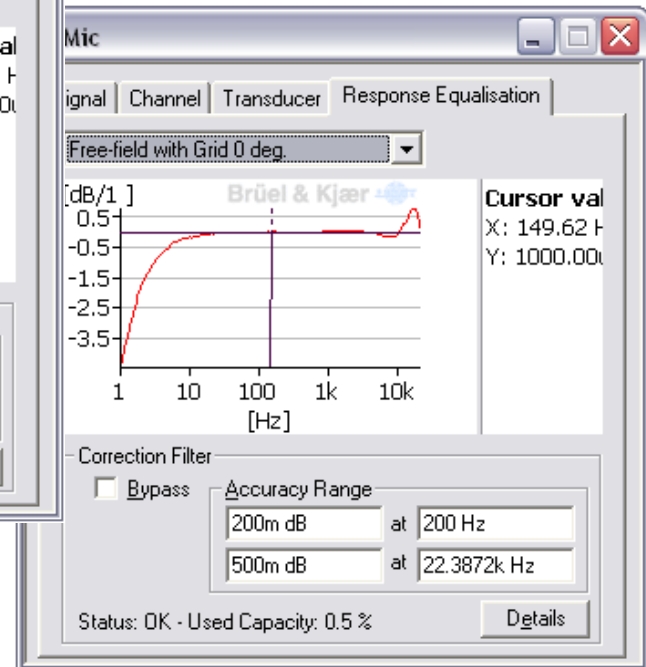 al
H
0
Mic
ignal Channel Transducer Response Equalisation
Free-field with Grid 0 deg.
[dB/1 ] Brüel & Kjær
0.5
-0.5
-1.5
-2.5
-3.5
1 10 100 1k 10k
[Hz]
Cursor val
X: 149.62 H
Y: 1000.00u
Correction Filter
Bypass
Accuracy Range
200m dB at 200 Hz
500m dB at 22.3872k Hz
Status: OK - Used Capacity: 0.5 %
Details